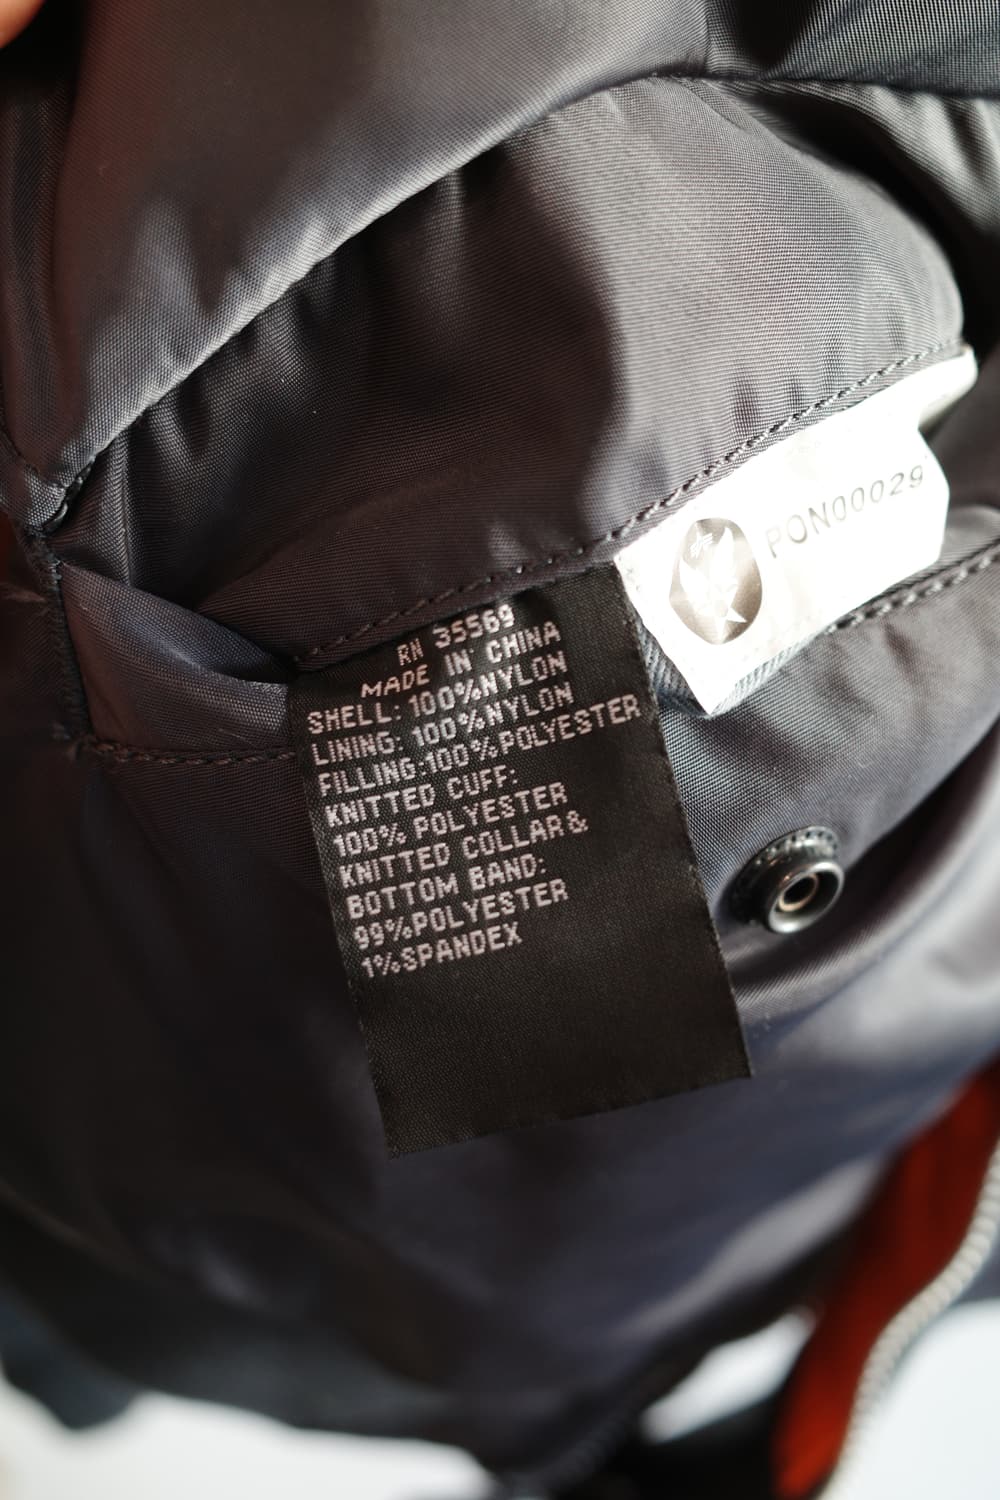 RN 35569
MADE IN CHINA
SHELL: 100%NYLON
LINING: 100%NYLON
FILLING:100%POLYESTER
KNITTED CUFF:
100% POLYESTER
KNITTED COLLAR&
BOTTOM BAND:
99%POLYESTER
1%SPANDEX
PON00029